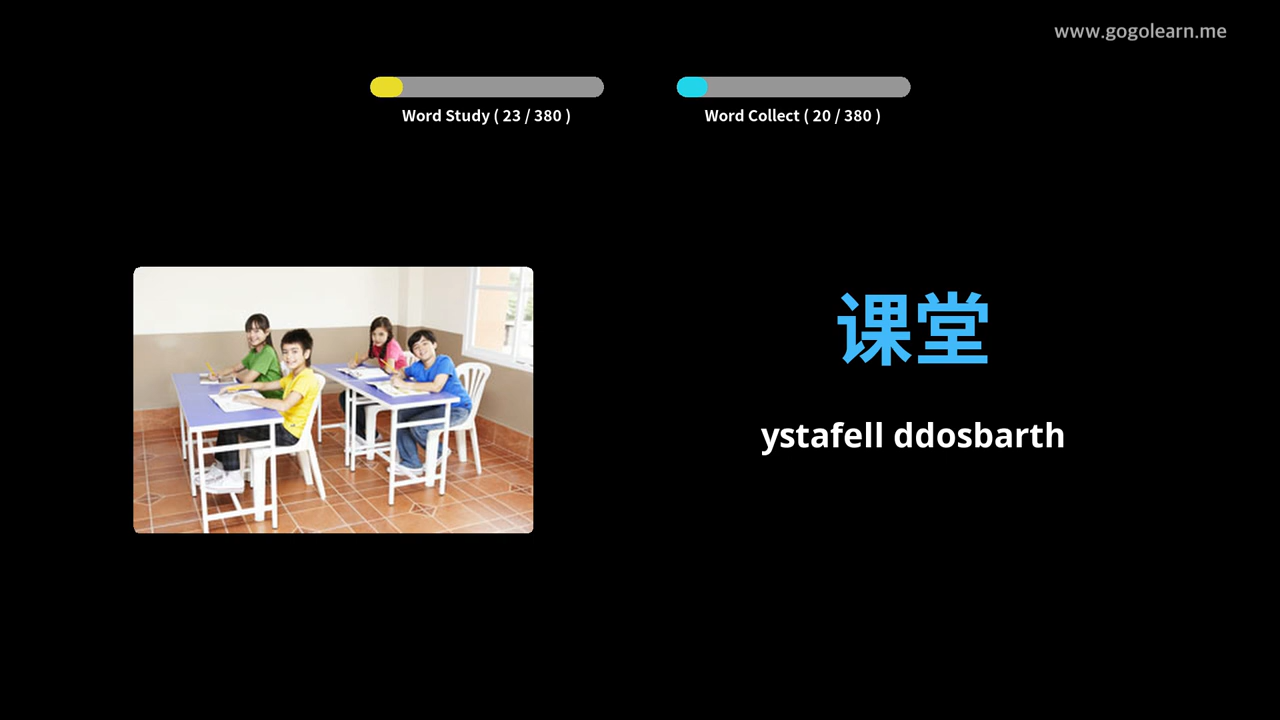 www.gogolearn.me
Word Study ( 23 / 380 )
Word Collect ( 20 / 380 )
课堂
ystafell ddosbarth